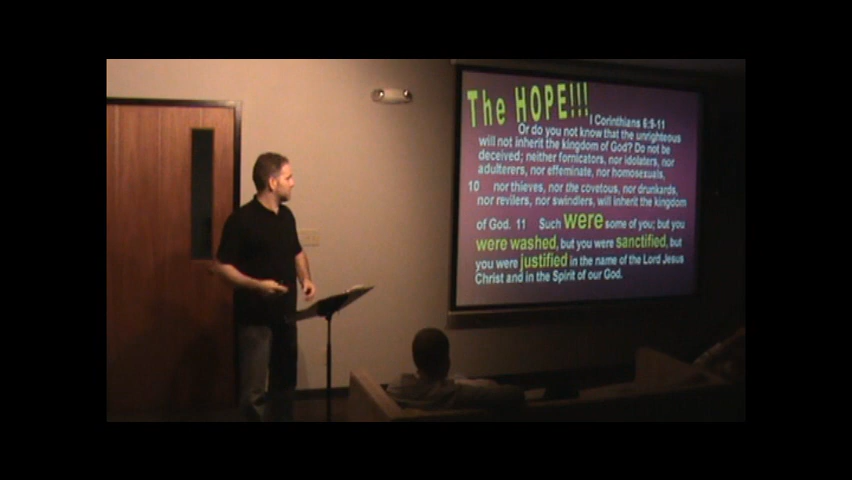 The HOPE!!! I Corinthians 6:9-11
Or do you not know that the unrighteous
will not inherit the kingdom of God? Do not be
deceived; neither fornicators, nor idolaters, nor
adulterers, nor effeminate, nor homosexuals,
10 nor thieves, nor the covetous, nor drunkards,
nor revilers, nor swindlers, will inherit the kingdom
of God. 11 Such were some of you; but you
were washed, but you were sanctified, but
you were justified in the name of the Lord Jesus
Christ and in the Spirit of our God.